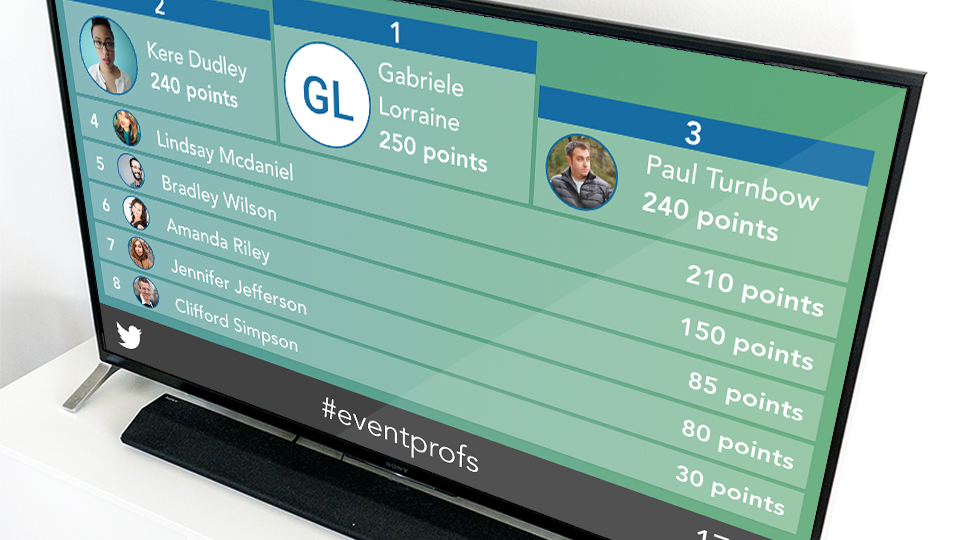 2
Kere Dudley
240 points
1
GL
Gabriele
Lorraine
250 points
3
Paul Turnbow
240 points
4 Lindsay Mcdaniel 210 points
5 Bradley Wilson 150 points
6 Amanda Riley 85 points
7 Jennifer Jefferson 80 points
8 Clifford Simpson 30 points
#eventprofs
SONY
SONY